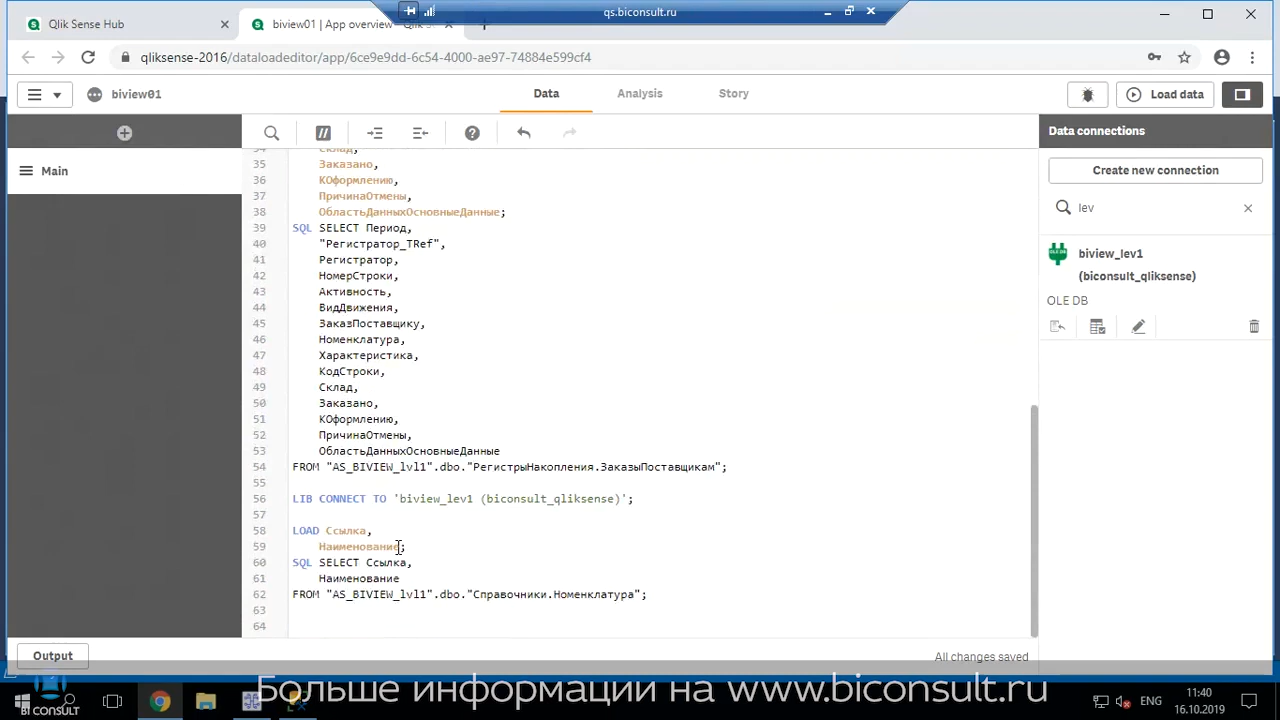 qs.biconsult.ru
Qlik Sense Hub
biview01 | App overview - Qlik S
qliksense-2016/dataloadeditor/app/6ce9e9dd-6c54-4000-ae97-74884e599cf4
biview01
Data
Analysis
Story
Load data
Main
Data connections
Create new connection
lev
biview_lev1
(biconsult_qliksense)
OLE DB
34 Склад,
35 Заказано,
36 КОформлению,
37 ПричинаОтмены,
38 ОбластьДанныхОсновныеДанные;
39 SQL SELECT Период,
40 "Регистратор_TRef",
41 Регистратор,
42 НомерСтроки,
43 Активность,
44 ВидДвижения,
45 ЗаказПоставщику,
46 Номенклатура,
47 Характеристика,
48 КодСтроки,
49 Склад,
50 Заказано,
51 КОформлению,
52 ПричинаОтмены,
53 ОбластьДанныхОсновныеДанные
54 FROM "AS_BIVIEW_lvl1".dbo."РегистрыНакопления.ЗаказыПоставщикам";
55
56 LIB CONNECT TO 'biview_lev1 (biconsult_qliksense)';
57
58 LOAD Ссылка,
59 Наименование;
60 SQL SELECT Ссылка,
61 Наименование
62 FROM "AS_BIVIEW_lvl1".dbo."Справочники.Номенклатура";
63
64
Output
All changes saved
Больше информации на www.biconsult.ru
BI CONSULT
ENG
11:40
16.10.2019